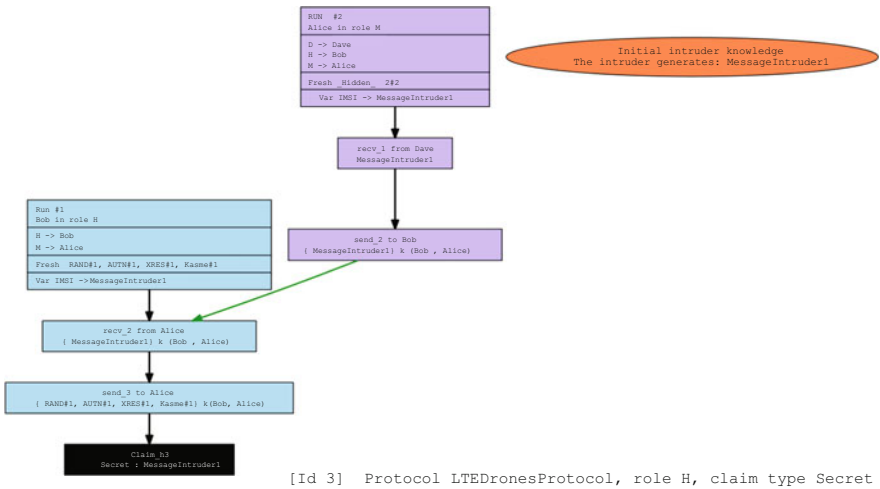 RUN #2
Alice in role M
D -> Dave
H -> Bob
M -> Alice
Fresh _Hidden_ 2#2
Var IMSI -> MessageIntruder1
Initial intruder knowledge
The intruder generates: MessageIntruder1
recv_1 from Dave
MessageIntruder1
Run #1
Bob in role H
H -> Bob
M -> Alice
Fresh RAND#1, AUTN#1, XRES#1, Kasme#1
Var IMSI ->MessageIntruder1
send_2 to Bob
{ MessageIntruder1} k (Bob , Alice)
recv_2 from Alice
{ MessageIntruder1} k (Bob , Alice)
send_3 to Alice
{ RAND#1, AUTN#1, XRES#1, Kasme#1} k(Bob, Alice)
Claim_h3
Secret : MessageIntruder1
[Id 3] Protocol LTEDronesProtocol, role H, claim type Secret